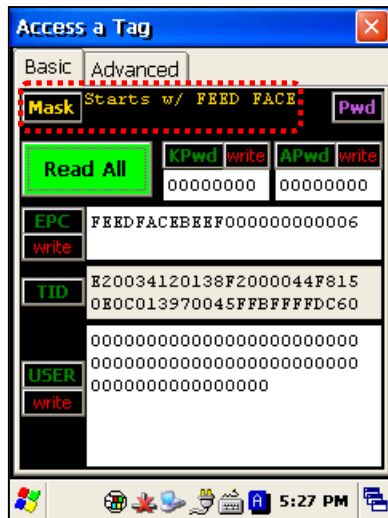 Access a Tag
Basic Advanced
Mask Starts w/ FEED FACE Pwd
Read All KPwd write APwd write
00000000 00000000
EPC FEEDFACEBEEF000000000006
write
TID E20034120138F2000044F815
0E0C013970045FFBFFFFDC60
000000000000000000000000
000000000000000000000000
USER 0000000000000000
write
A 5:27 PM